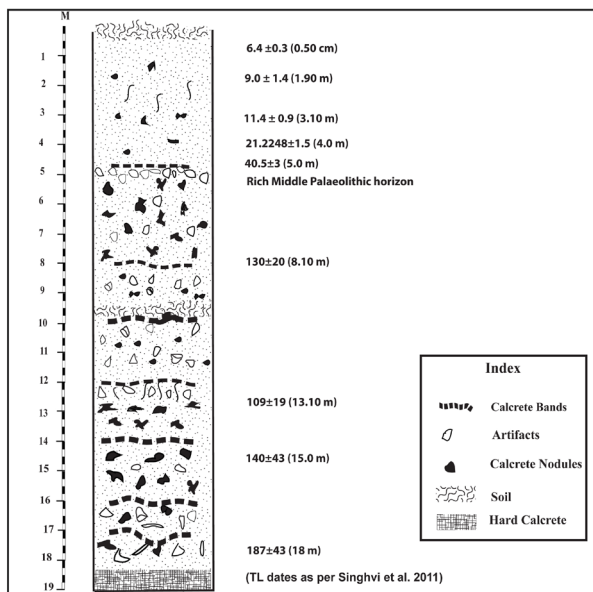 M
6.4 ±0.3 (0.50 cm)
1
9.0 ± 1.4 (1.90 m)
2
3
11.4 ± 0.9 (3.10 m)
4
21.2248±1.5 (4.0 m)
40.5±3 (5.0 m)
5
Rich Middle Palaeolithic horizon
6
7
8
130±20 (8.10 m)
9
10
11
12
109±19 (13.10 m)
13
14
140±43 (15.0 m)
15
16
17
187±43 (18 m)
18
(TL dates as per Singhvi et al. 2011)
19
Index
Calcrete Bands
Artifacts
Calcrete Nodules
Soil
Hard Calcrete